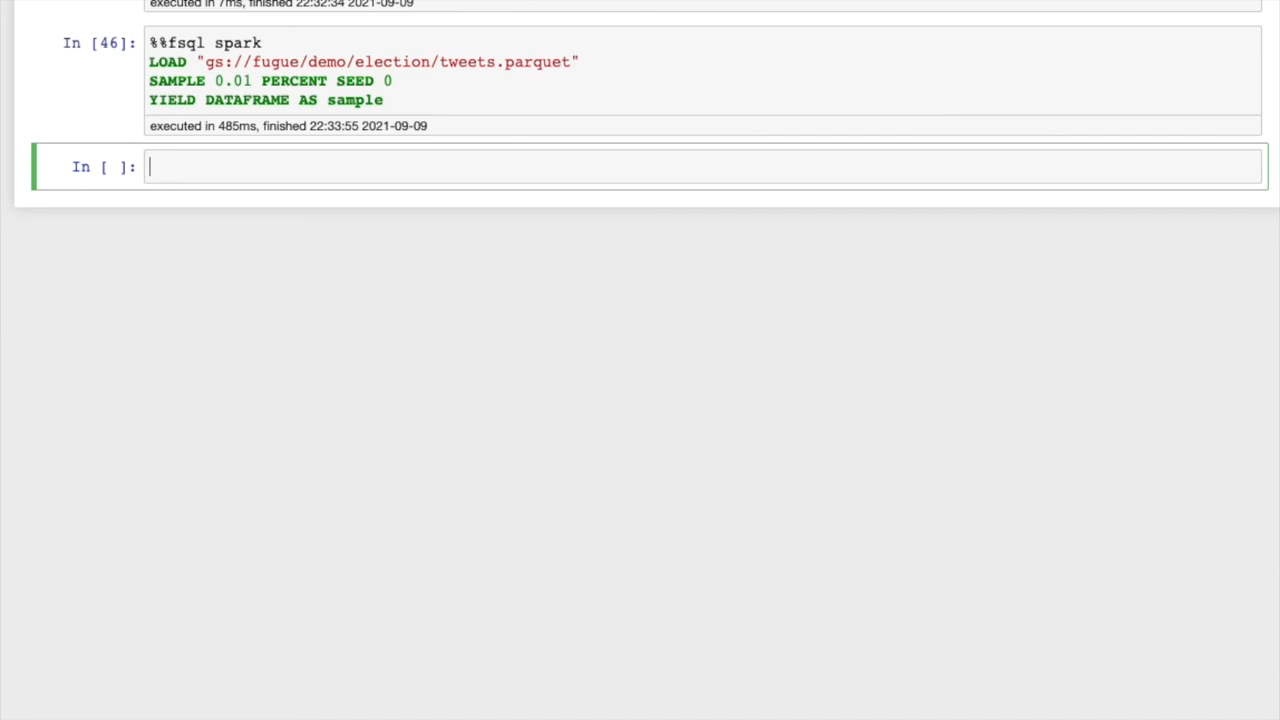 executed in 7ms, finished 22:32:34 2021-09-09
In [46]:
%%fsql spark
LOAD "gs://fugue/demo/election/tweets.parquet"
SAMPLE 0.01 PERCENT SEED 0
YIELD DATAFRAME AS sample
executed in 485ms, finished 22:33:55 2021-09-09
In [ ]: